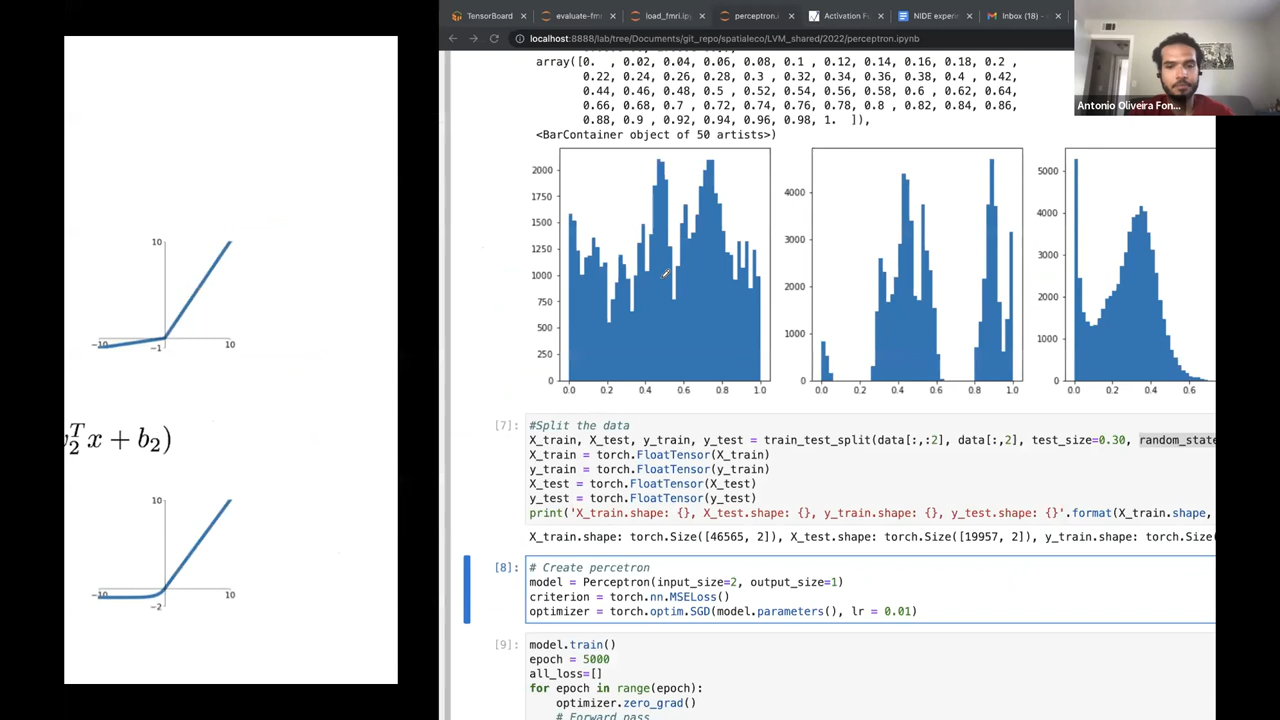 TensorBoard
evaluate-fmr
load_fmri.ipy
perceptron.i
Activation Fu
NIDE experi
Inbox (18) - g
localhost:8888/lab/tree/Documents/git_repo/spatialeco/LVM_shared/2022/perceptron.ipynb
Antonio Oliveira Fon...
array([0. , 0.02, 0.04, 0.06, 0.08, 0.1 , 0.12, 0.14, 0.16, 0.18, 0.2 ,
0.22, 0.24, 0.26, 0.28, 0.3 , 0.32, 0.34, 0.36, 0.38, 0.4 , 0.42,
0.44, 0.46, 0.48, 0.5 , 0.52, 0.54, 0.56, 0.58, 0.6 , 0.62, 0.64,
0.66, 0.68, 0.7 , 0.72, 0.74, 0.76, 0.78, 0.8 , 0.82, 0.84, 0.86,
0.88, 0.9 , 0.92, 0.94, 0.96, 0.98, 1. ]),
<BarContainer object of 50 artists>)
2000
1750
1500
1250
1000
750
500
250
0
0.0 0.2 0.4 0.6 0.8 1.0
4000
3000
2000
1000
0
0.0 0.2 0.4 0.6 0.8 1.0
5000
4000
3000
2000
1000
0
0.0 0.2 0.4 0.6
10
-10
-1
10
T
2 x + b2)
10
-10
-2
10
[7]:
#Split the data
X_train, X_test, y_train, y_test = train_test_split(data[:,:2], data[:,2], test_size=0.30, random_state
X_train = torch.FloatTensor(X_train)
y_train = torch.FloatTensor(y_train)
X_test = torch.FloatTensor(X_test)
y_test = torch.FloatTensor(y_test)
print('X_train.shape: {}, X_test.shape: {}, y_train.shape: {}, y_test.shape: {}'.format(X_train.shape,
X_train.shape: torch.Size([46565, 2]), X_test.shape: torch.Size([19957, 2]), y_train.shape: torch.Size(
[8]:
# Create percetron
model = Perceptron(input_size=2, output_size=1)
criterion = torch.nn.MSELoss()
optimizer = torch.optim.SGD(model.parameters(), lr = 0.01)
[9]:
model.train()
epoch = 5000
all_loss=[]
for epoch in range(epoch):
optimizer.zero_grad()
# Forward pass